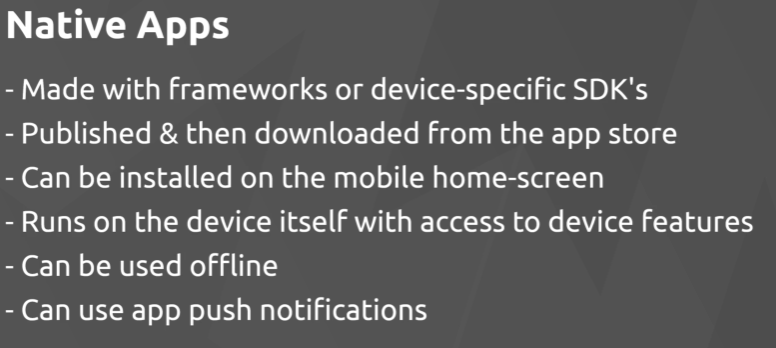 Native Apps
- Made with frameworks or device-specific SDK's
- Published & then downloaded from the app store
- Can be installed on the mobile home-screen
- Runs on the device itself with access to device features
- Can be used offline
- Can use app push notifications